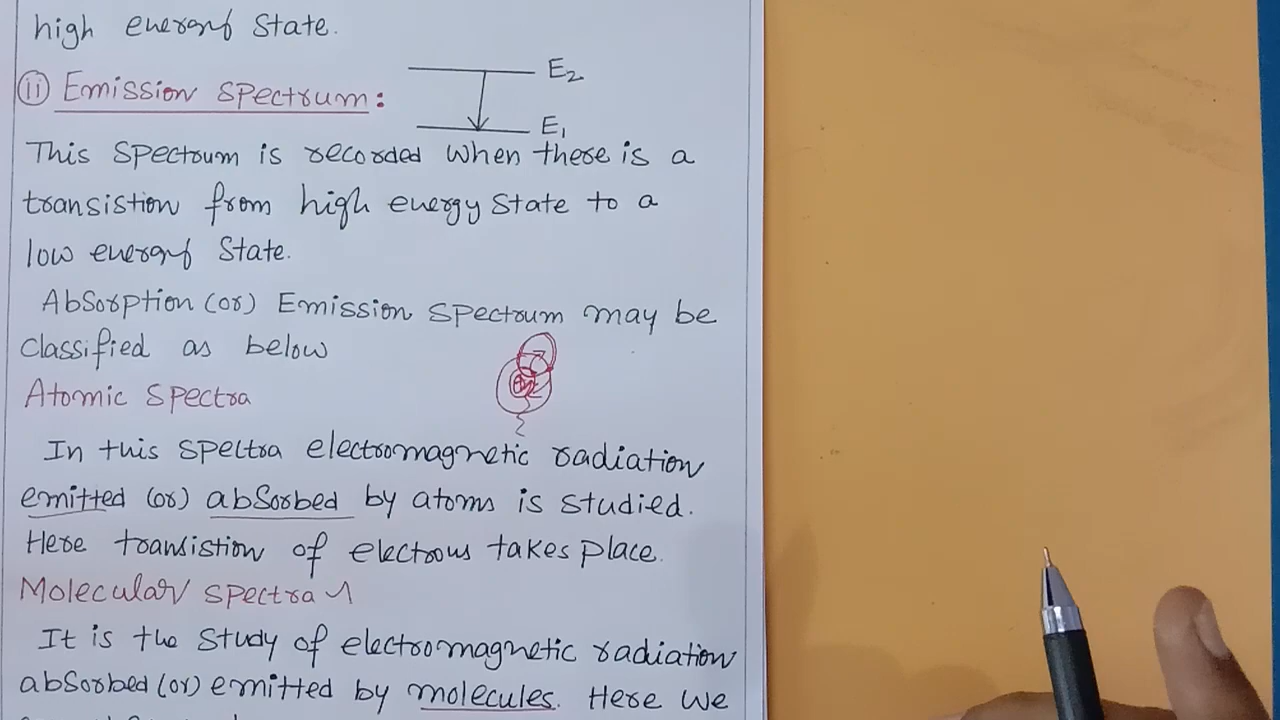 high energy state.
(ii) Emission Spectrum:
E2
E1
This spectrum is recorded when there is a
transistion from high energy state to a
low energy state.
Absorption (or) Emission spectrum may be
classified as below
Atomic spectra
In this spectra electromagnetic radiation
emitted (or) absorbed by atoms is studied.
Here transistion of electrons takes place.
Molecular spectra
It is the study of electromagnetic radiation
absorbed (or) emitted by molecules. Here we